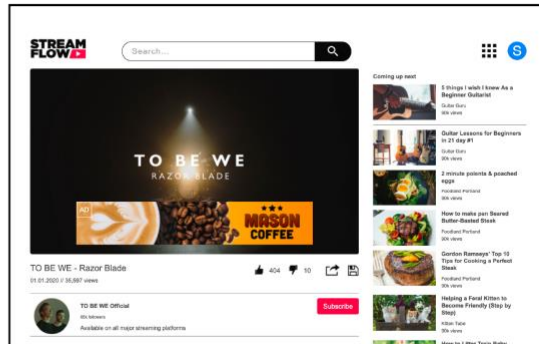 STREAM
FLOW
Search....
S
TO BE WE
RAZOR BLADE
AD
MASON
COFFEE
TO BE WE - Razor Blade
404
10
01.01.2020 // 35,987 views
TO BE WE Official
Subscribe
Available on all major streaming platforms
Coming up next
5 things I wish I knew As a
Beginner Guitarist
Guitar Guru
90k views
Guitar Lessons for Beginners
in 21 day #1
Guitar Guru
90k views
2 minute polenta & poached
eggs
Foodland Portland
90k views
How to make pan Seared
Butter-Basted Steak
Foodland Portland
90k views
Gordon Ramsays' Top 10
Tips for Cooking a Perfect
Steak
Foodland Portland
90k views
Helping a Feral Kitten to
Become Friendly (Step by
Step)
Kitten Tube
90k views